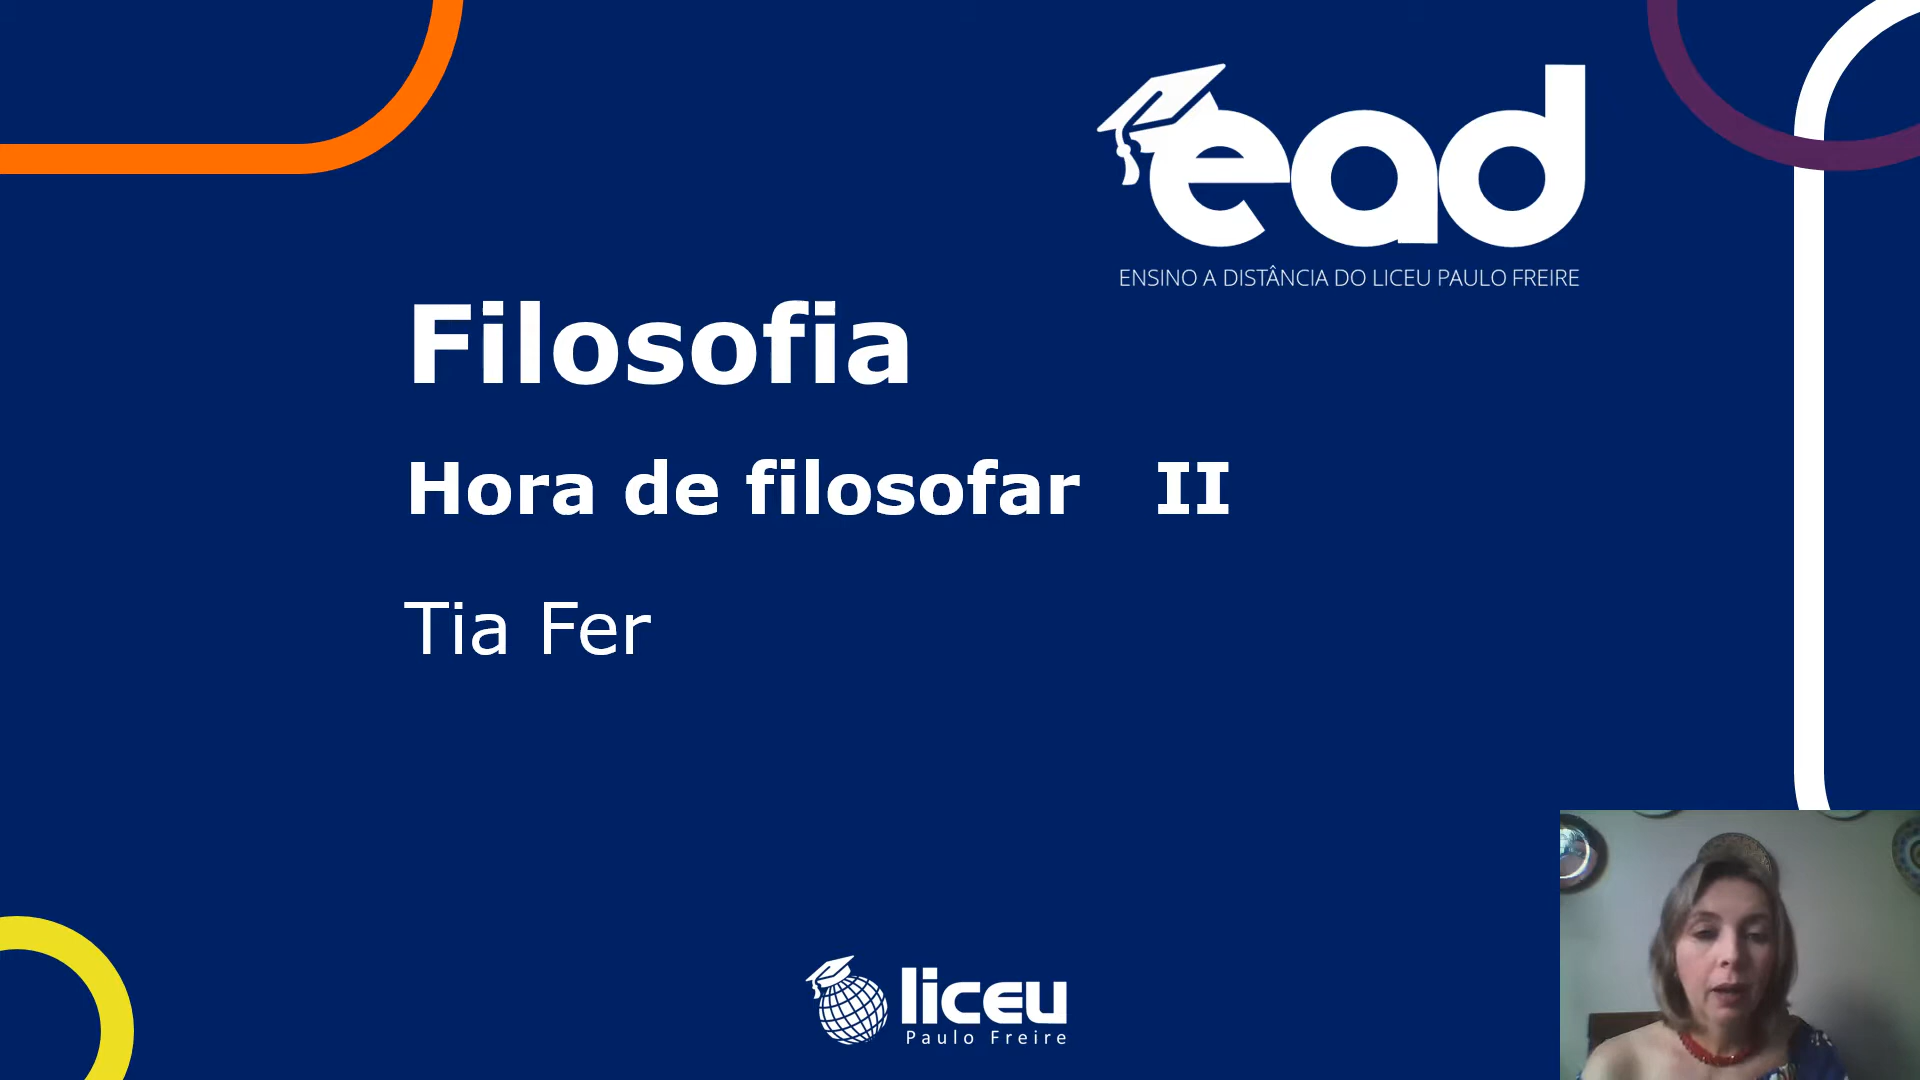 ead
ENSINO A DISTÂNCIA DO LICEU PAULO FREIRE
Filosofia
Hora de filosofar II
Tia Fer
liceu
Paulo Freire